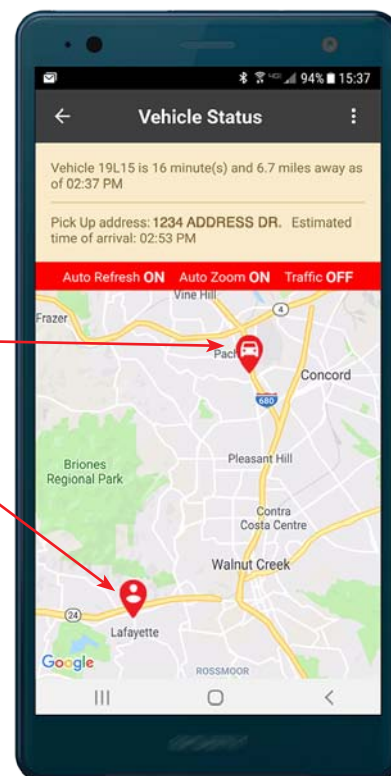 94% 15:37
Vehicle Status
Vehicle 19L15 is 16 minute(s) and 6.7 miles away as
of 02:37 PM
Pick Up address: 1234 ADDRESS DR. Estimated
time of arrival: 02:53 PM
Auto Refresh ON Auto Zoom ON Traffic OFF
Vine Hill
Frazer
4
Concord
680
Pleasant Hill
Briones
Regional Park
Contra
Costa Centre
Walnut Creek
24
Lafayette
Google
ROSSMOOR